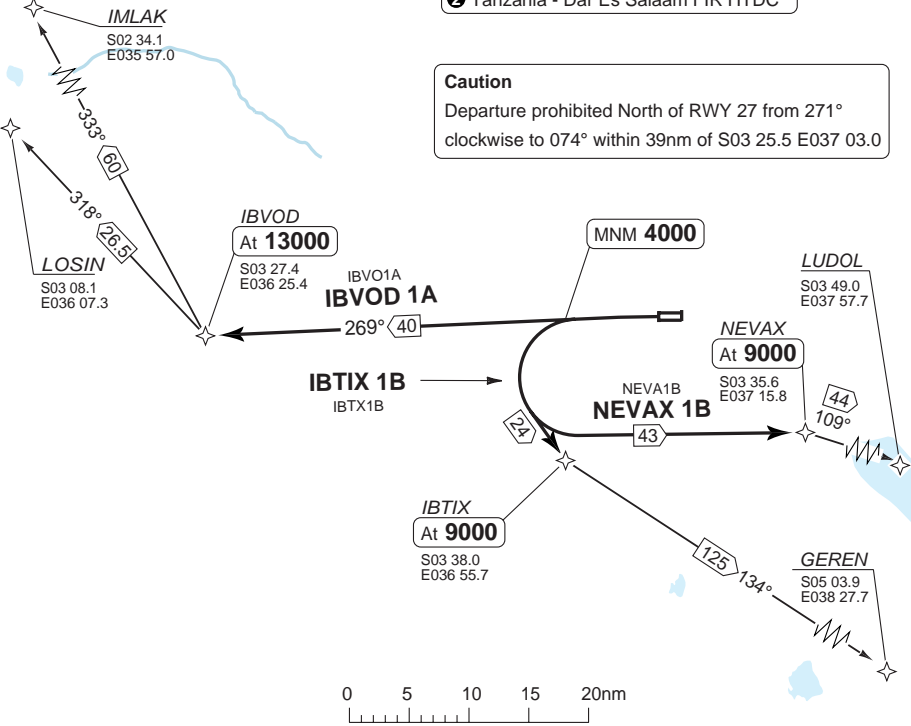 ❷ Tanzania - Dar Es Salaam FIR HTDC
IMLAK
S02 34.1
E035 57.0
Caution
Departure prohibited North of RWY 27 from 271°
clockwise to 074° within 39nm of S03 25.5 E037 03.0
333°
60
318°
26.5
LOSIN
S03 08.1
E036 07.3
IBVOD
At 13000
S03 27.4
E036 25.4
IBVO1A
IBVOD 1A
269° 40
MNM 4000
LUDOL
S03 49.0
E037 57.7
NEVAX
At 9000
S03 35.6
E037 15.8
IBTIX 1B
IBTX1B
NEVA1B
NEVAX 1B
43
44
109°
24
IBTIX
At 9000
S03 38.0
E036 55.7
125 134°
GEREN
S05 03.9
E038 27.7
0 5 10 15 20nm